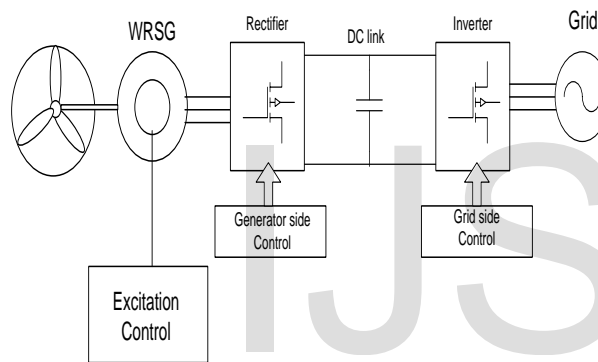 WRSG
Rectifier
DC link
Inverter
Grid
Generator side
Control
Grid side
Control
Excitation
Control
IJS